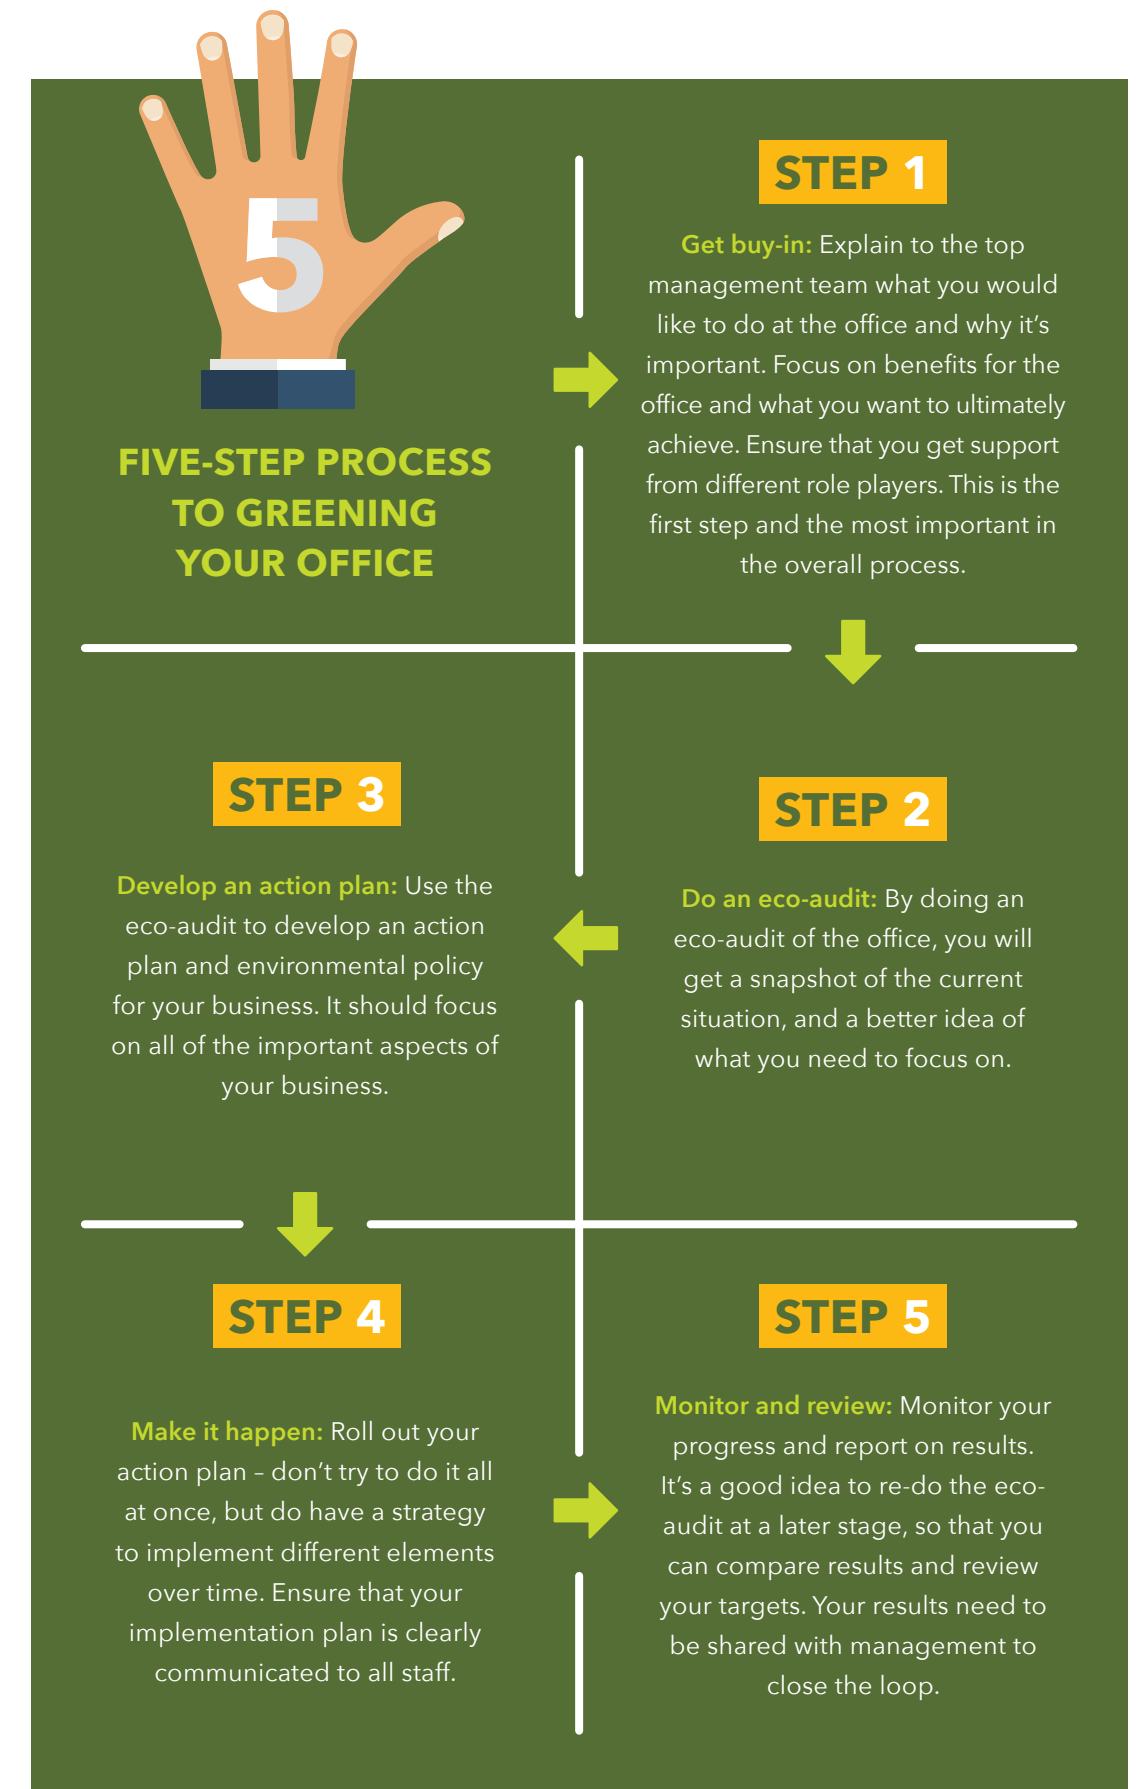 5
FIVE-STEP PROCESS
TO GREENING
YOUR OFFICE
STEP 1
Get buy-in: Explain to the top
management team what you would
like to do at the office and why it’s
important. Focus on benefits for the
office and what you want to ultimately
achieve. Ensure that you get support
from different role players. This is the
first step and the most important in
the overall process.
STEP 2
Do an eco-audit: By doing an
eco-audit of the office, you will
get a snapshot of the current
situation, and a better idea of
what you need to focus on.
STEP 3
Develop an action plan: Use the
eco-audit to develop an action
plan and environmental policy
for your business. It should focus
on all of the important aspects of
your business.
STEP 4
Make it happen: Roll out your
action plan – don’t try to do it all
at once, but do have a strategy
to implement different elements
over time. Ensure that your
implementation plan is clearly
communicated to all staff.
STEP 5
Monitor and review: Monitor your
progress and report on results.
It’s a good idea to re-do the eco-
audit at a later stage, so that you
can compare results and review
your targets. Your results need to
be shared with management to
close the loop.